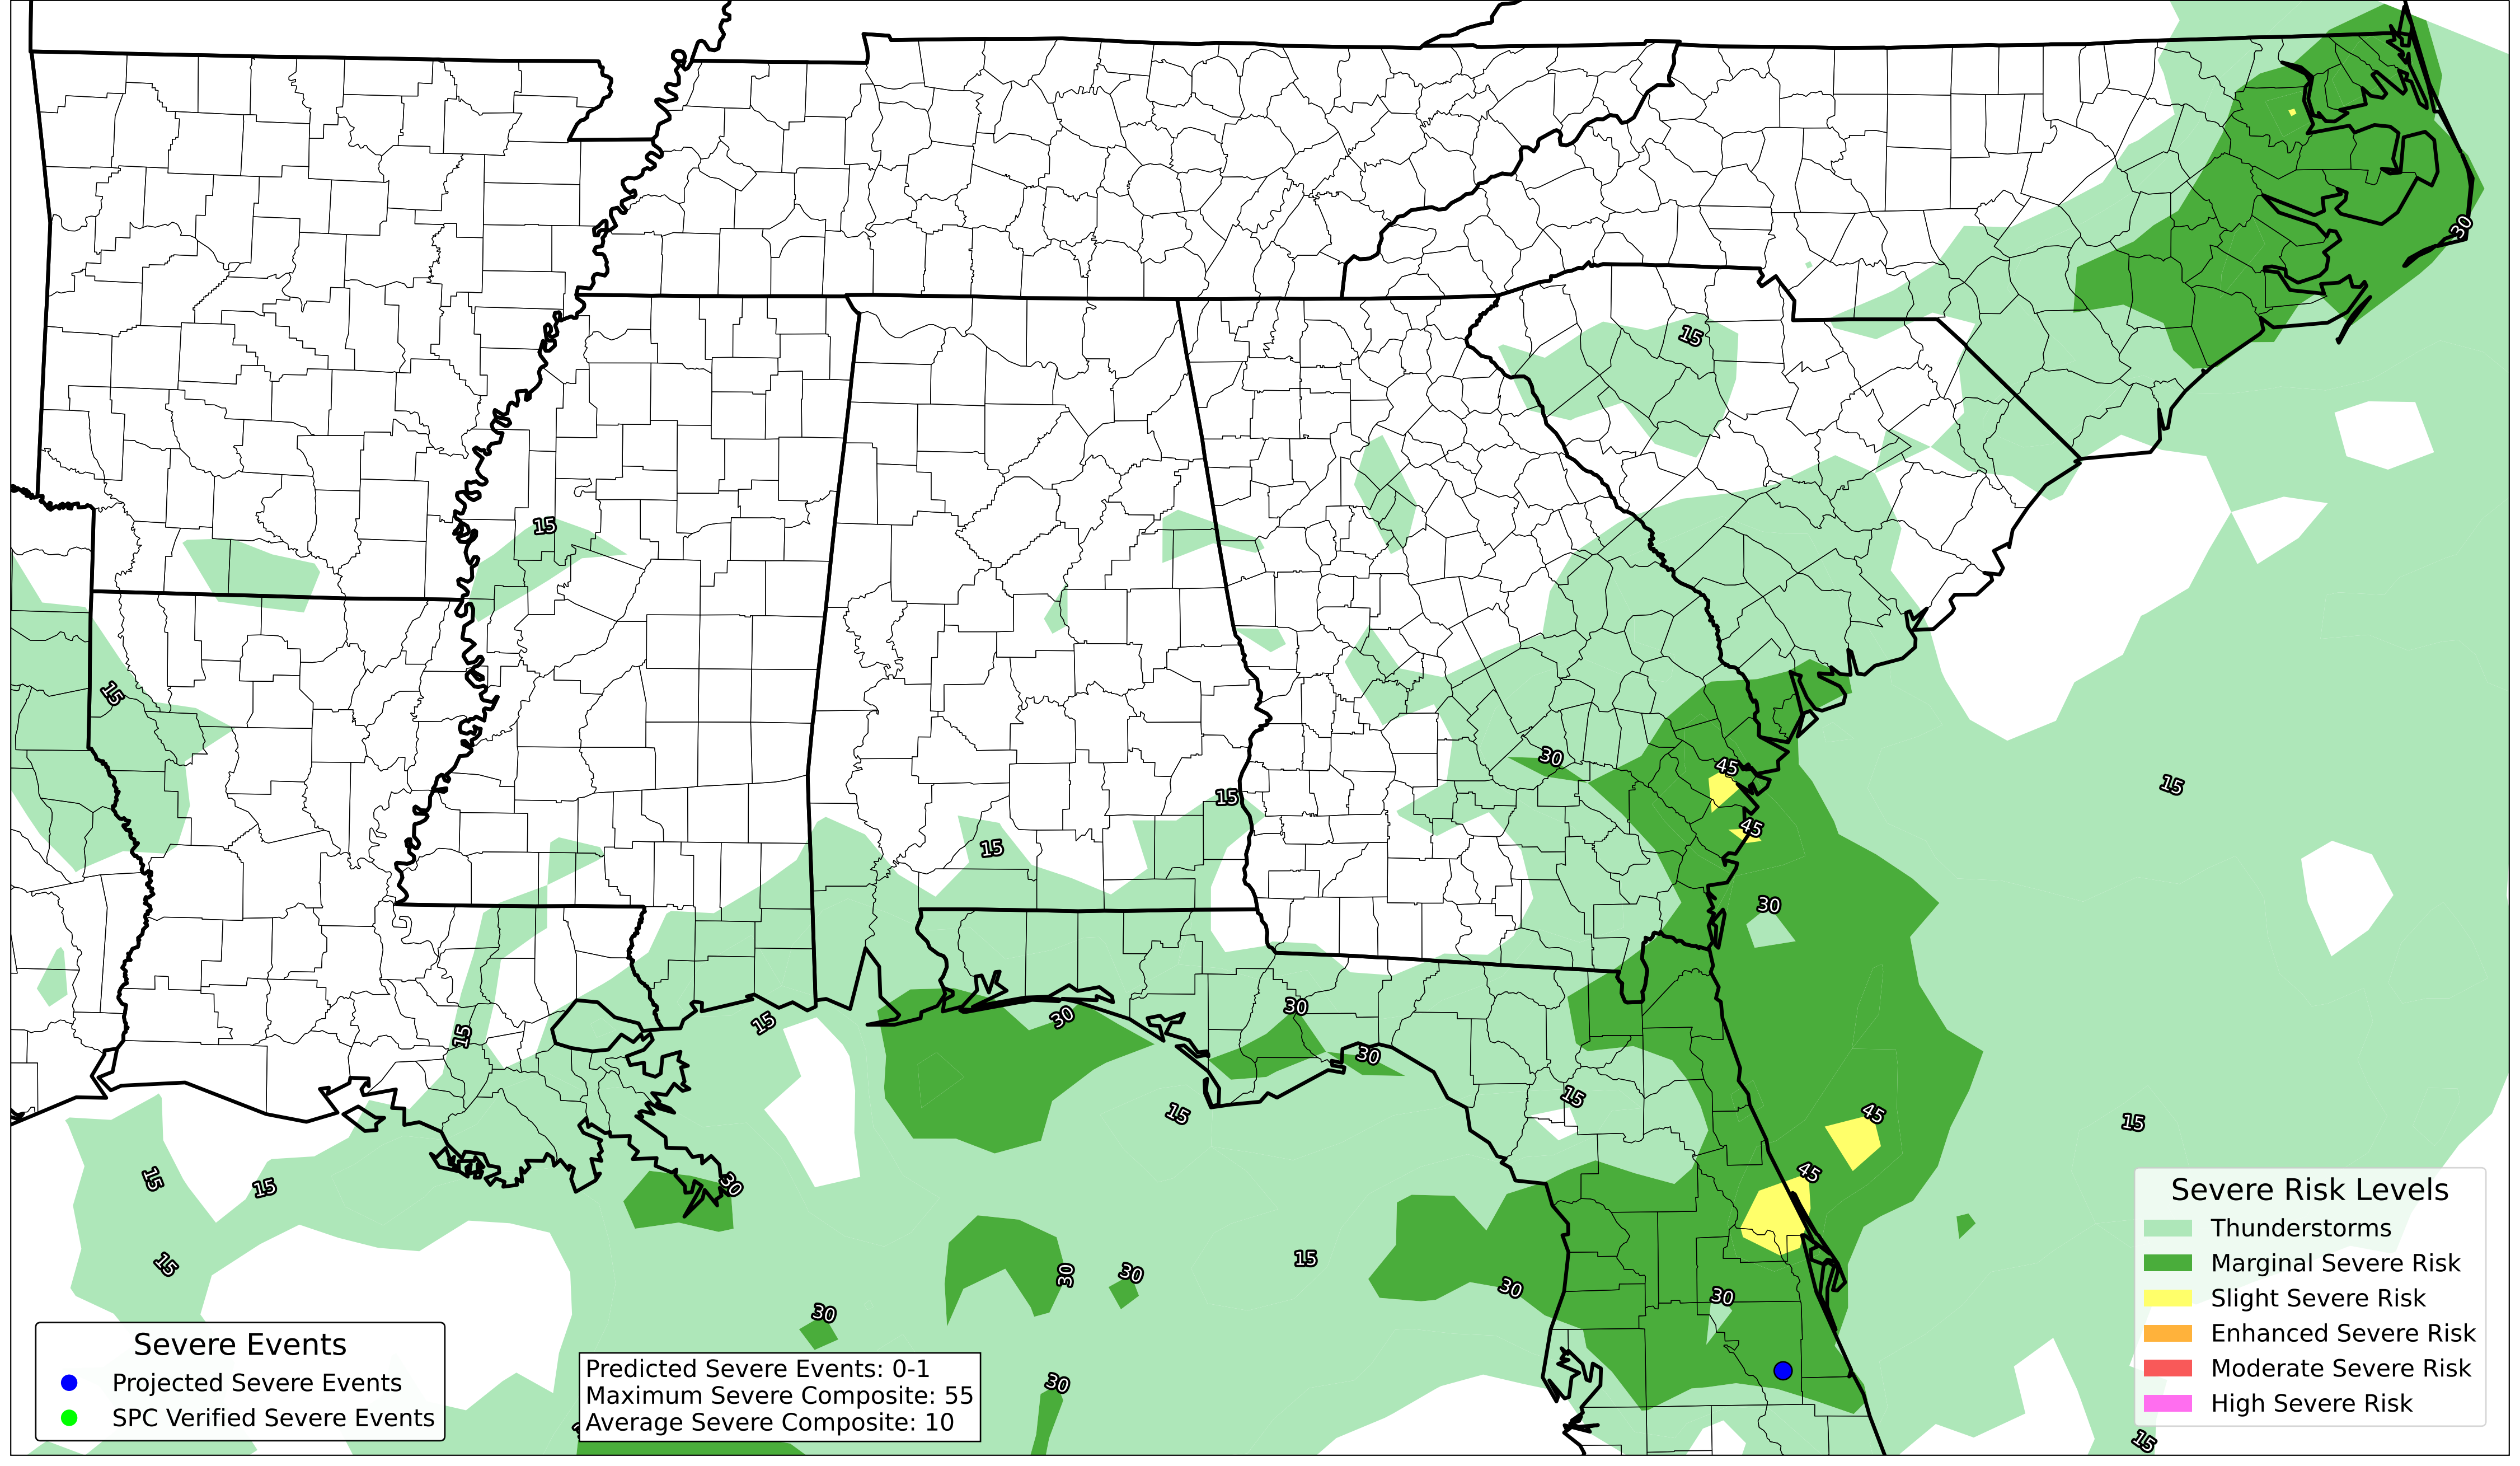 30
15
15
15
30
45
15
15
45
15
30
30
15
30
15
30
15
15
45
15
45
15
30
15
15
30
30
30
30
30
30
15
Severe Risk Levels
Thunderstorms
Marginal Severe Risk
Slight Severe Risk
Enhanced Severe Risk
Moderate Severe Risk
High Severe Risk
Severe Events
Projected Severe Events
SPC Verified Severe Events
Predicted Severe Events: 0-1
Maximum Severe Composite: 55
Average Severe Composite: 10